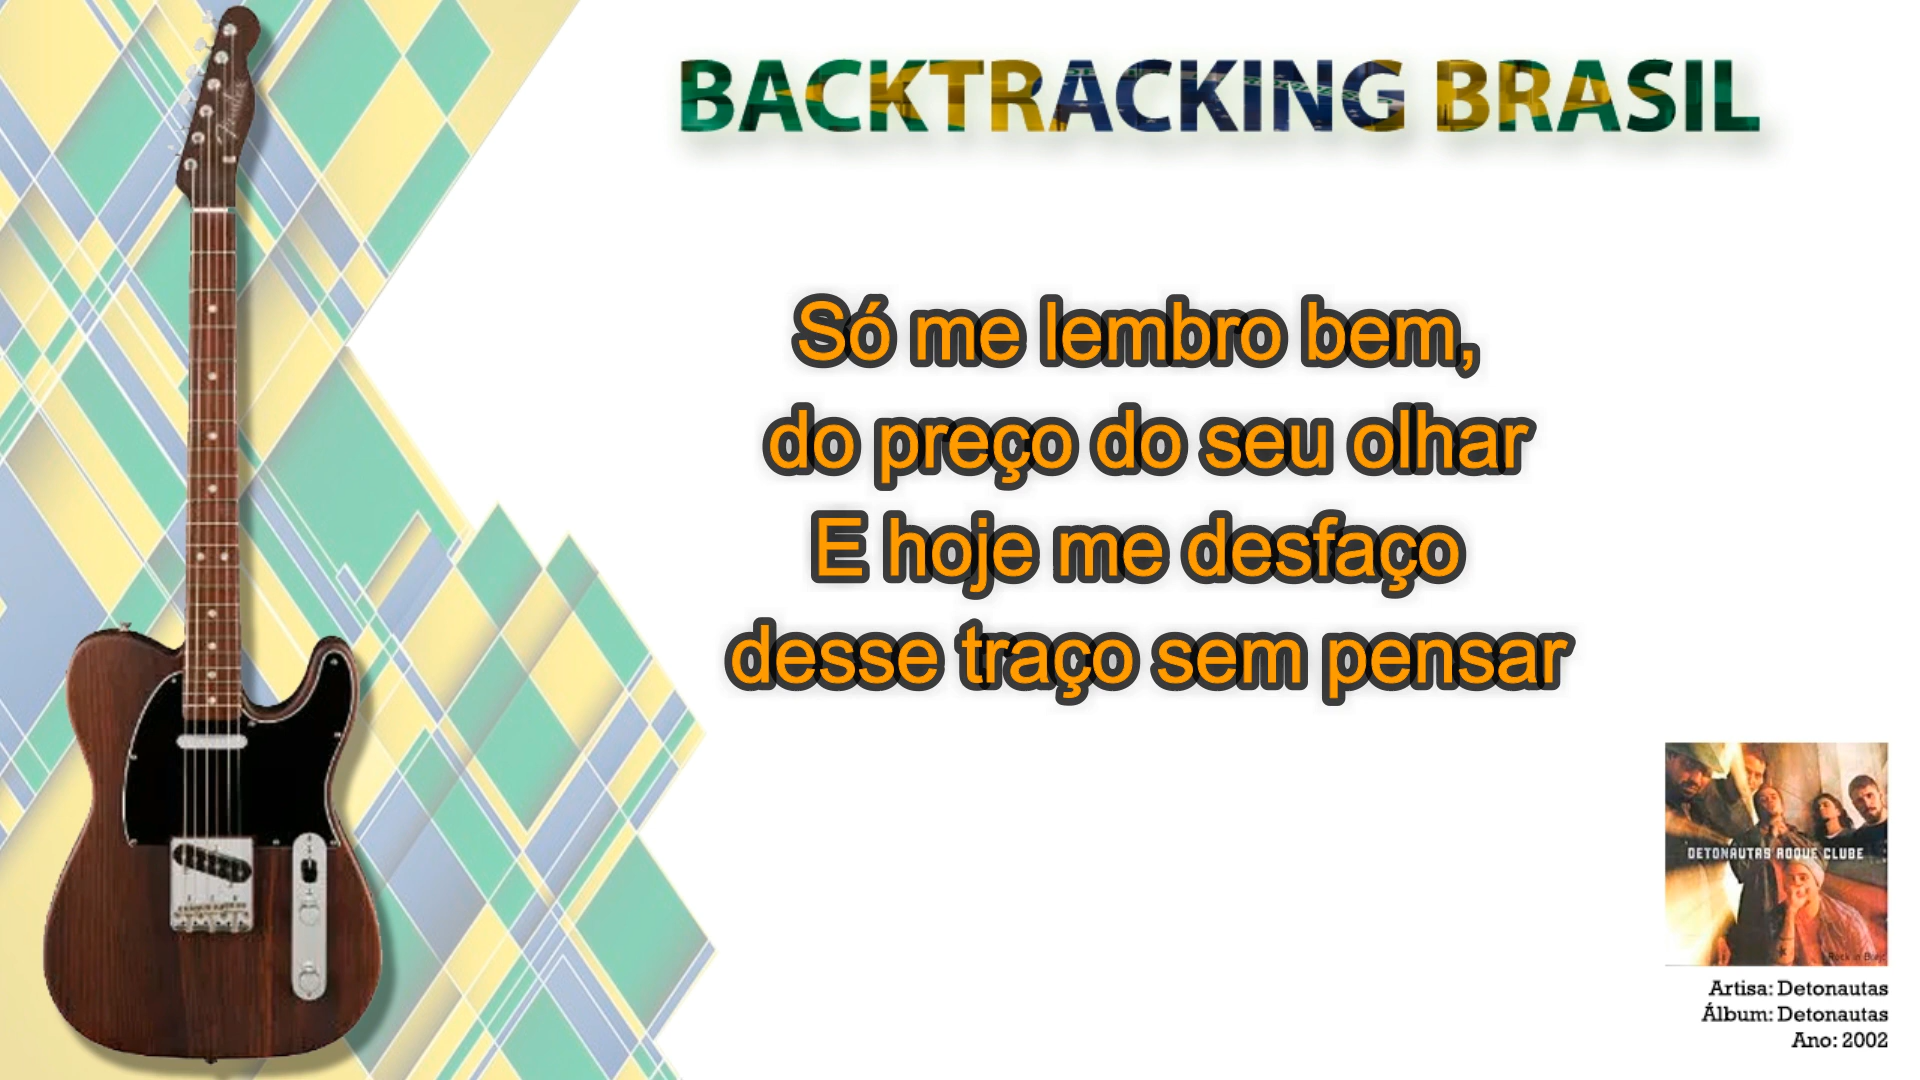 BACKTRACKING BRASIL
Só me lembro bem,
do preço do seu olhar
E hoje me desfaço
desse traço sem pensar
DETONAUTAS ROQUE CLUBE
Artisa: Detonautas
Álbum: Detonautas
Ano: 2002
Fender